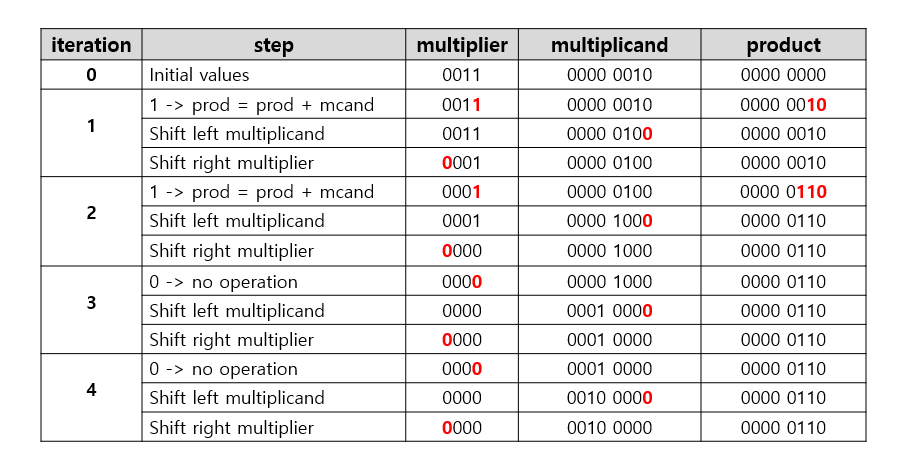 iteration step multiplier multiplicand product
0 Initial values 0011 0000 0010 0000 0000
1 1 -> prod = prod + mcand 0011 0000 0010 0000 0010
Shift left multiplicand 0011 0000 0100 0000 0010
Shift right multiplier 0001 0000 0100 0000 0010
2 1 -> prod = prod + mcand 0001 0000 0100 0000 0110
Shift left multiplicand 0001 0000 1000 0000 0110
Shift right multiplier 0000 0000 1000 0000 0110
3 0 -> no operation 0000 0000 1000 0000 0110
Shift left multiplicand 0000 0001 0000 0000 0110
Shift right multiplier 0000 0001 0000 0000 0110
4 0 -> no operation 0000 0001 0000 0000 0110
Shift left multiplicand 0000 0010 0000 0000 0110
Shift right multiplier 0000 0010 0000 0000 0110